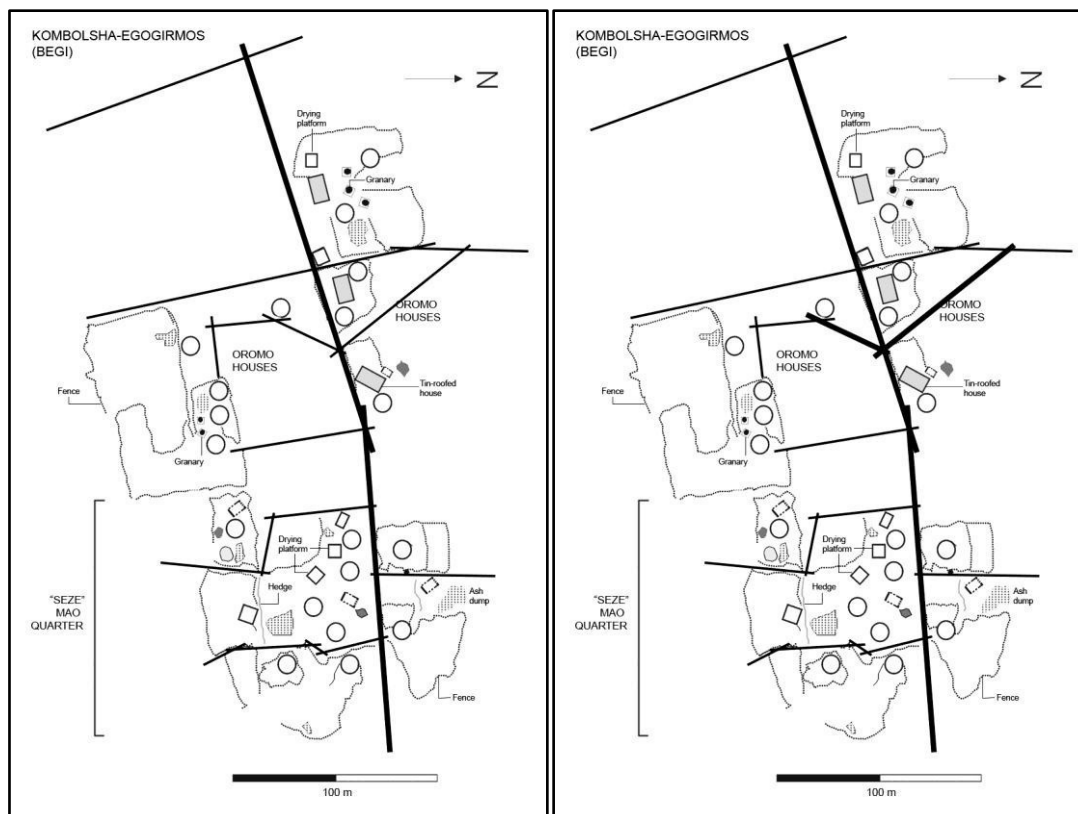 KOMBOLSHA-EGOGIRMOS
(BEGI)
N
Drying
platform
Granary
OROMO
HOUSES
OROMO
HOUSES
Fence
Tin-roofed
house
Granary
Drying
platform
"SEZE"
MAO
QUARTER
Hedge
Ash
dump
Fence
100 m
KOMBOLSHA-EGOGIRMOS
(BEGI)
N
Drying
platform
Granary
OROMO
HOUSES
OROMO
HOUSES
Fence
Tin-roofed
house
Granary
Drying
platform
"SEZE"
MAO
QUARTER
Hedge
Ash
dump
Fence
100 m